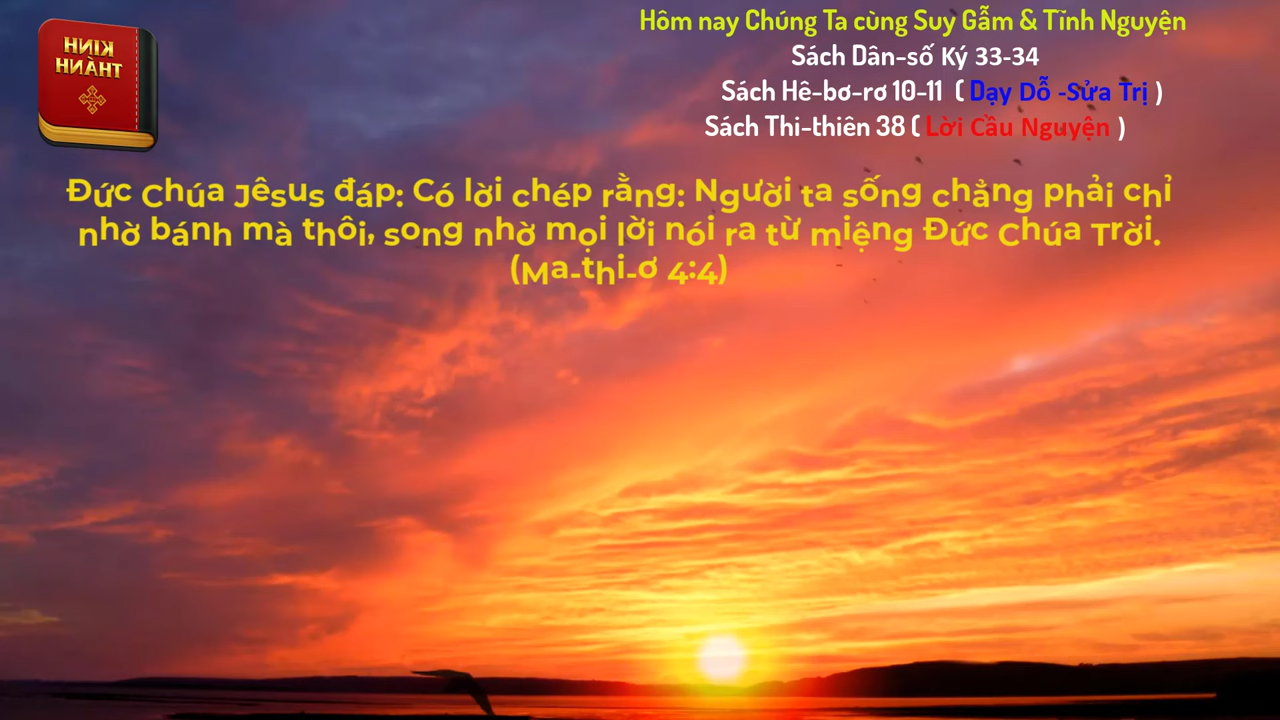 KINH
THÁNH
Hôm nay Chúng Ta cùng Suy Gẫm & Tĩnh Nguyện
Sách Dân-số Ký 33-34
Sách Hê-bơ-rơ 10-11 ( Dạy Dỗ -Sửa Trị )
Sách Thi-thiên 38 ( Lời Cầu Nguyện )
Đức Chúa Jêsus đáp: Có lời chép rằng: Người ta sống chẳng phải chỉ
nhờ bánh mà thôi, song nhờ mọi lời nói ra từ miệng Đức Chúa Trời.
(Ma-thi-ơ 4:4)